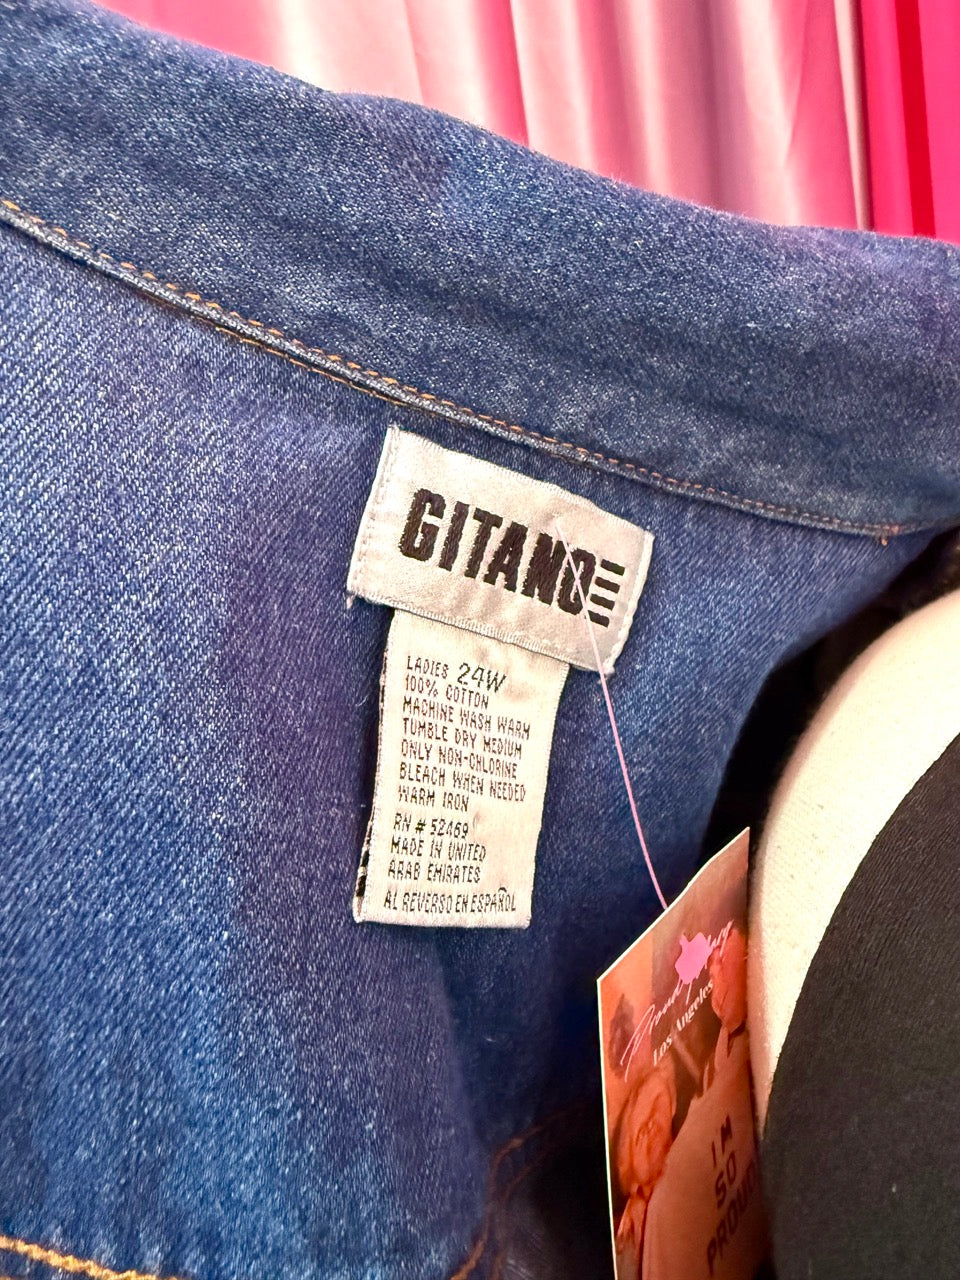 GITANO
LADIES 24W
100% COTTON
MACHINE WASH WARM
TUMBLE DRY MEDIUM
ONLY NON-CHLORINE
BLEACH WHEN NEEDED
WARM IRON
RN # 52469
MADE IN UNITED
ARAB EMIRATES
AL REVERSO EN ESPAÑOL
Los Angeles
I'M
SO
PROUD